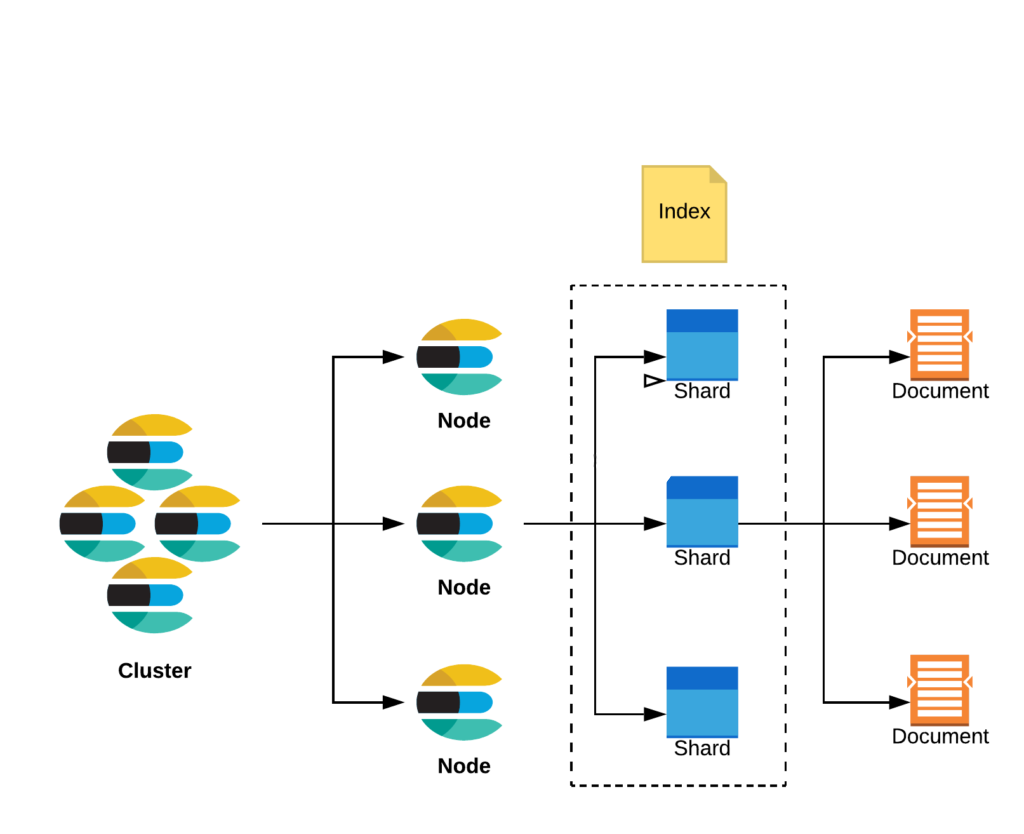 Index
Shard
Document
Node
Shard
Document
Node
Cluster
Shard
Document
Node